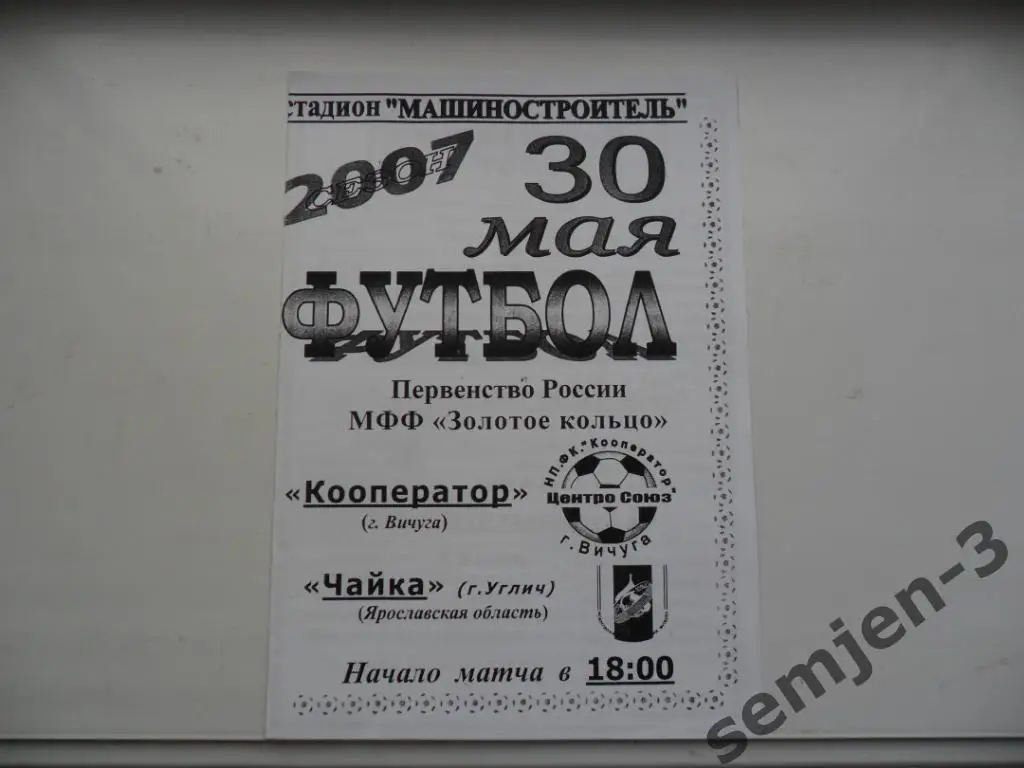 стадион "МАШИНОСТРОИТЕЛЬ"
СЕЗОН 2007
30
мая
ФУТБОЛ
Первенство России
МФФ «Золотое кольцо»
НП.ФК."Кооператор"
«Кооператор»
Центро Союз
(г. Вичуга)
г. Вичуга
«Чайка» (г.Углич)
(Ярославская область)
Начало матча в 18:00
semjen-3